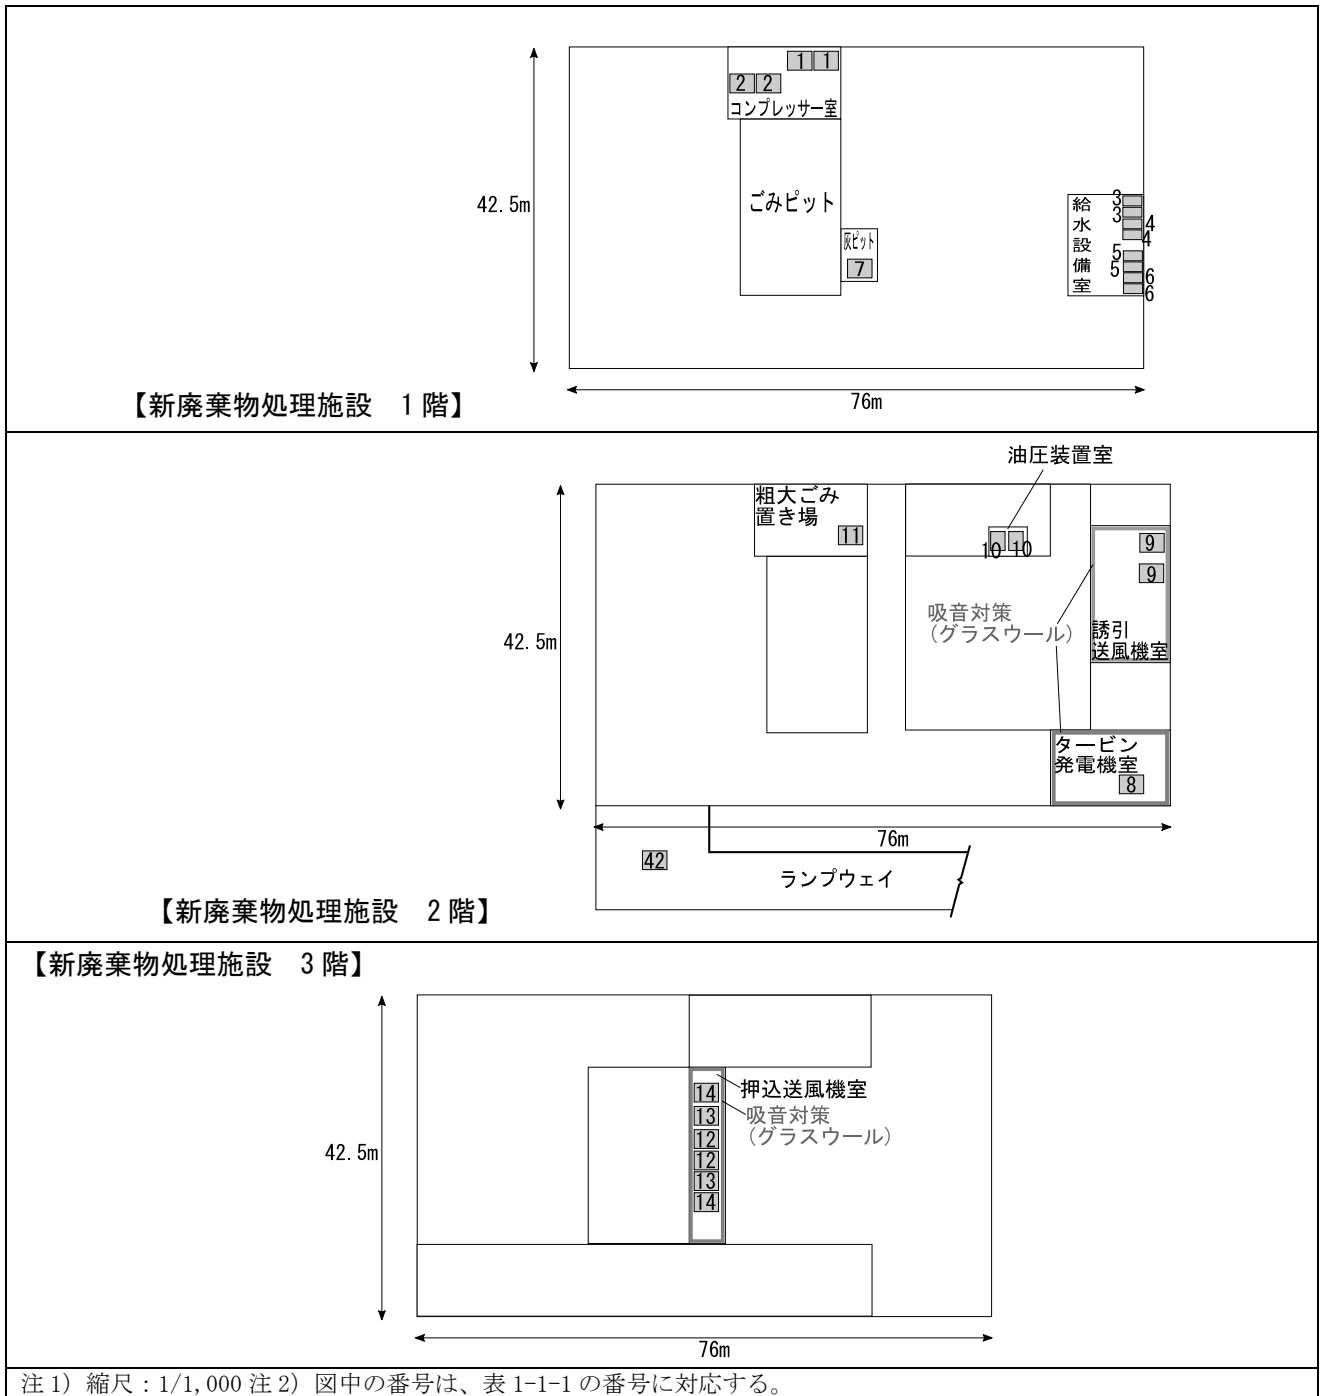 1 1
2 2
コンプレッサー室
ごみピット
灰ピット
7
給水設備室
3
3
4
4
5
5
6
6
42.5m
76m
【新廃棄物処理施設　1階】
油圧装置室
粗大ごみ
置き場
11
10 10
9
9
吸音対策
(グラスウール)
誘引
送風機室
42.5m
タービン
発電機室
8
76m
42
ランプウェイ
【新廃棄物処理施設　2階】
【新廃棄物処理施設　3階】
押込送風機室
吸音対策
(グラスウール)
14
13
12
12
13
14
42.5m
76m
注1）縮尺：1/1,000 注2）図中の番号は、表1-1-1の番号に対応する。